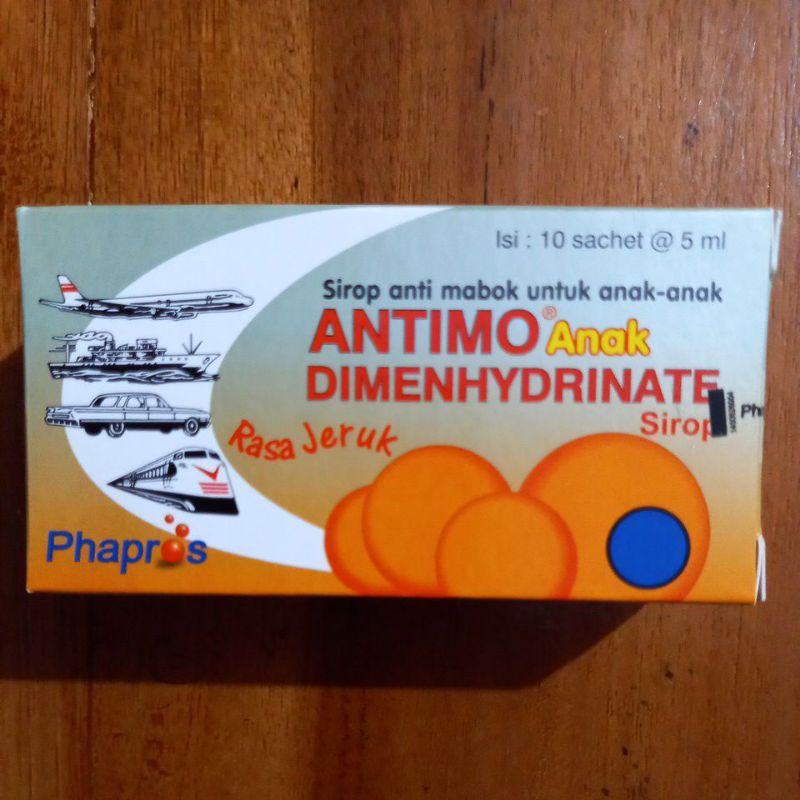 Isi : 10 sachet @ 5 ml
Sirop anti mabok untuk anak-anak
ANTIMO® Anak
DIMENHYDRINATE
Sirop
Rasa Jeruk
Phapros